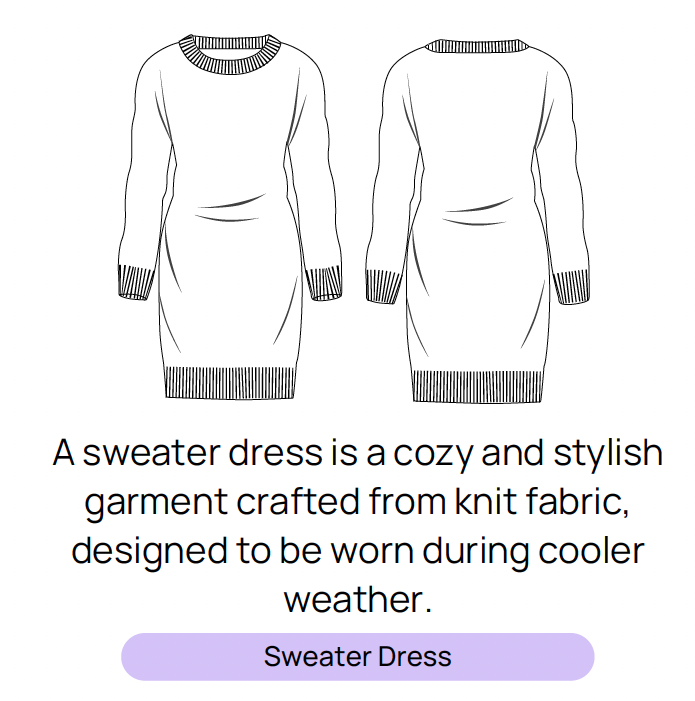 A sweater dress is a cozy and stylish
garment crafted from knit fabric,
designed to be worn during cooler
weather.
Sweater Dress